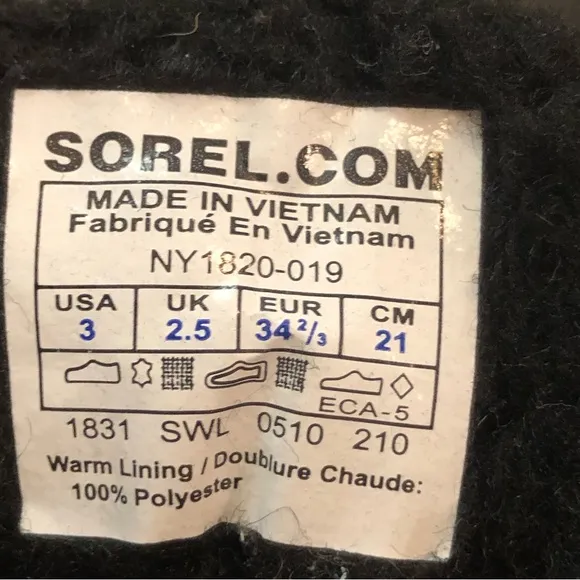 SOREL.COM
MADE IN VIETNAM
Fabriqué En Vietnam
NY1820-019
USA UK EUR CM
3 2.5 34 2/3 21
ECA-5
1831 SWL 0510 210
Warm Lining / Doublure Chaude:
100% Polyester